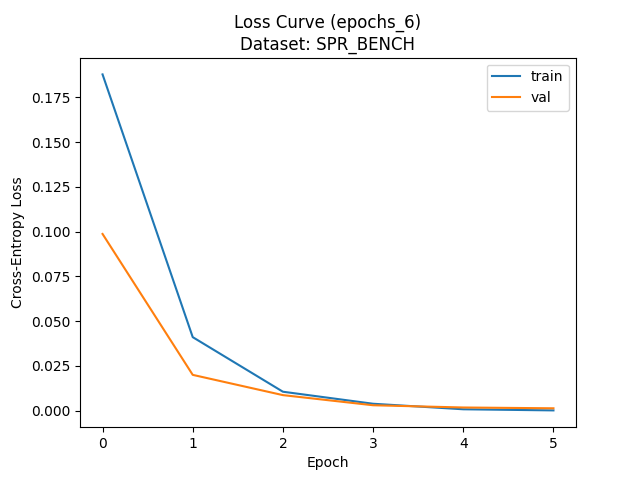 Loss Curve (epochs_6)
Dataset: SPR_BENCH
train
val
0.175
0.150
0.125
0.100
0.075
0.050
0.025
0.000
Cross-Entropy Loss
0 1 2 3 4 5
Epoch